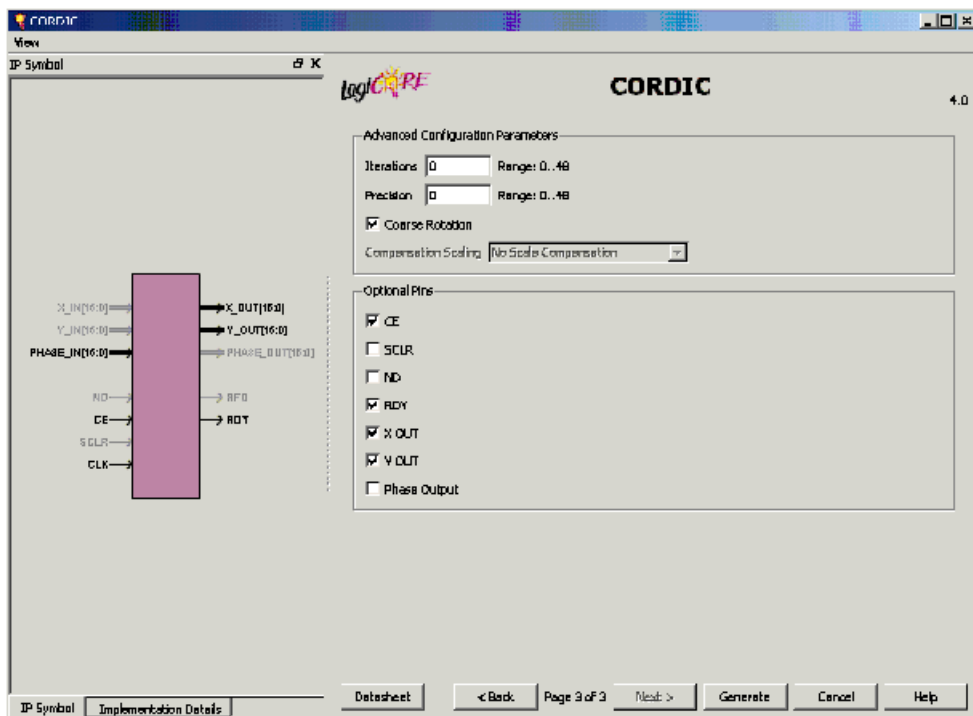 CORDIC
View
IP Symbol
LogiCORE
CORDIC
4.0
Advanced Configuration Parameters
Iterations 0 Range: 0..48
Precision 0 Range: 0..48
Coarse Rotation
Compensation Scaling No Scale Compensation
Optional Pins
CE
SCLR
ND
RDY
X OUT
Y OUT
Phase Output
X_IN[16:0] X_OUT[16:0]
Y_IN[16:0] Y_OUT[16:0]
PHASE_IN[16:0] PHASE_OUT[16:0]
ND RFD
CE RDY
SCLR
CLK
IP Symbol Implementation Details
Datasheet < Back Page 3 of 3 Next > Generate Cancel Help